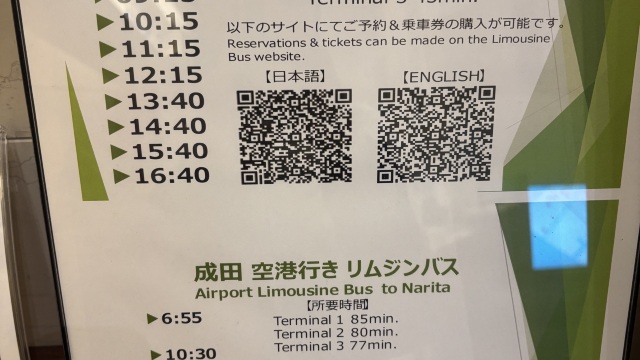 ▶10:15
▶11:15
▶12:15
▶13:40
▶14:40
▶15:40
▶16:40
以下のサイトにてご予約＆乗車券の購入が可能です。
Reservations & tickets can be made on the Limousine
Bus website.
【日本語】 【ENGLISH】
成田 空港行き リムジンバス
Airport Limousine Bus to Narita
【所要時間】
▶6:55
Terminal 1 85min.
Terminal 2 80min.
Terminal 3 77min.
▶10:30